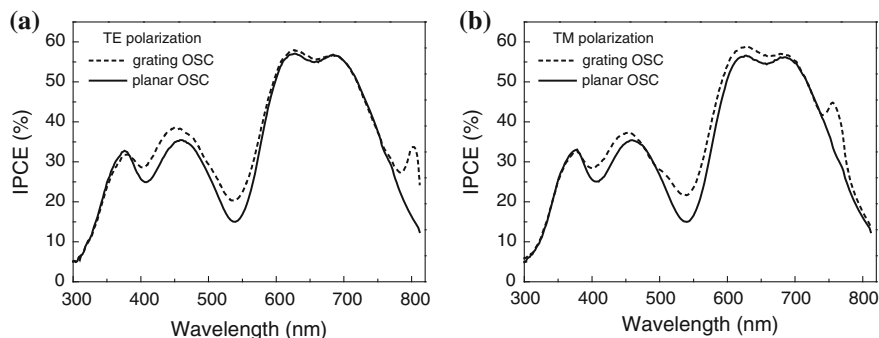 (a)
TE polarization
grating OSC
planar OSC
IPCE (%)
60
50
40
30
20
10
0
300 400 500 600 700 800
Wavelength (nm)
(b)
TM polarization
grating OSC
planar OSC
IPCE (%)
60
50
40
30
20
10
0
300 400 500 600 700 800
Wavelength (nm)